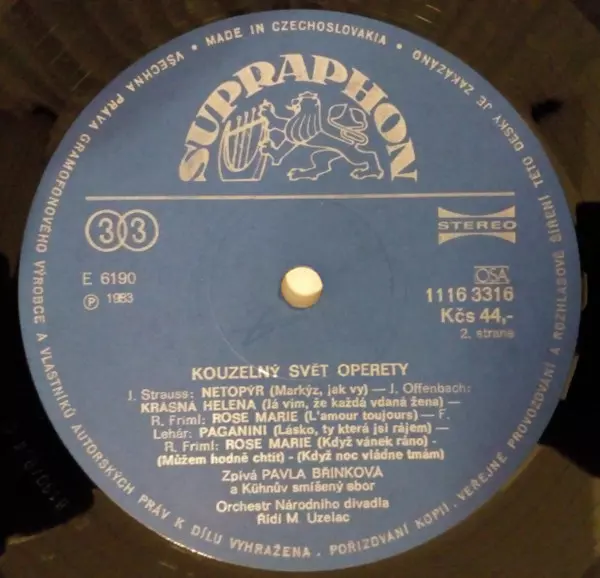 VŠECHNA PRÁVA GRAMOFONOVÉHO VÝROBCE A VLASTNÍKŮ AUTORSKÝCH PRÁV K DÍLU VYHRAŽENA. POŘIZOVÁNÍ KOPIÍ, VEŘEJNÉ PROVOZOVÁNÍ A ROZHLASOVÉ ŠÍŘENÍ TÉTO DESKY JE ZAKÁZÁNO
• MADE IN CZECHOSLOVAKIA •
SUPRAPHON
33
STEREO
E 6190
Ⓟ 1983
OSA
1116 3316
Kčs 44,-
2. strana
KOUZELNÝ SVĚT OPERETY
J. Strauss: NETOPÝR (Markýz, jak vy) — J. Offenbach:
KRÁSNÁ HELENA (Já vím, že každá vdaná žena) —
R. Friml: ROSE MARIE (L'amour toujours) — F.
Lehár: PAGANINI (Lásko, ty která jsi rájem) —
R. Friml: ROSE MARIE (Když vánek ráno) -
-(Můžem hodně chtít) - (Když noc vládne tmám)
Zpívá PAVLA BŘÍNKOVÁ
a Kühnův smíšený sbor
Orchestr Národního divadla
Řídí M. Uzelac